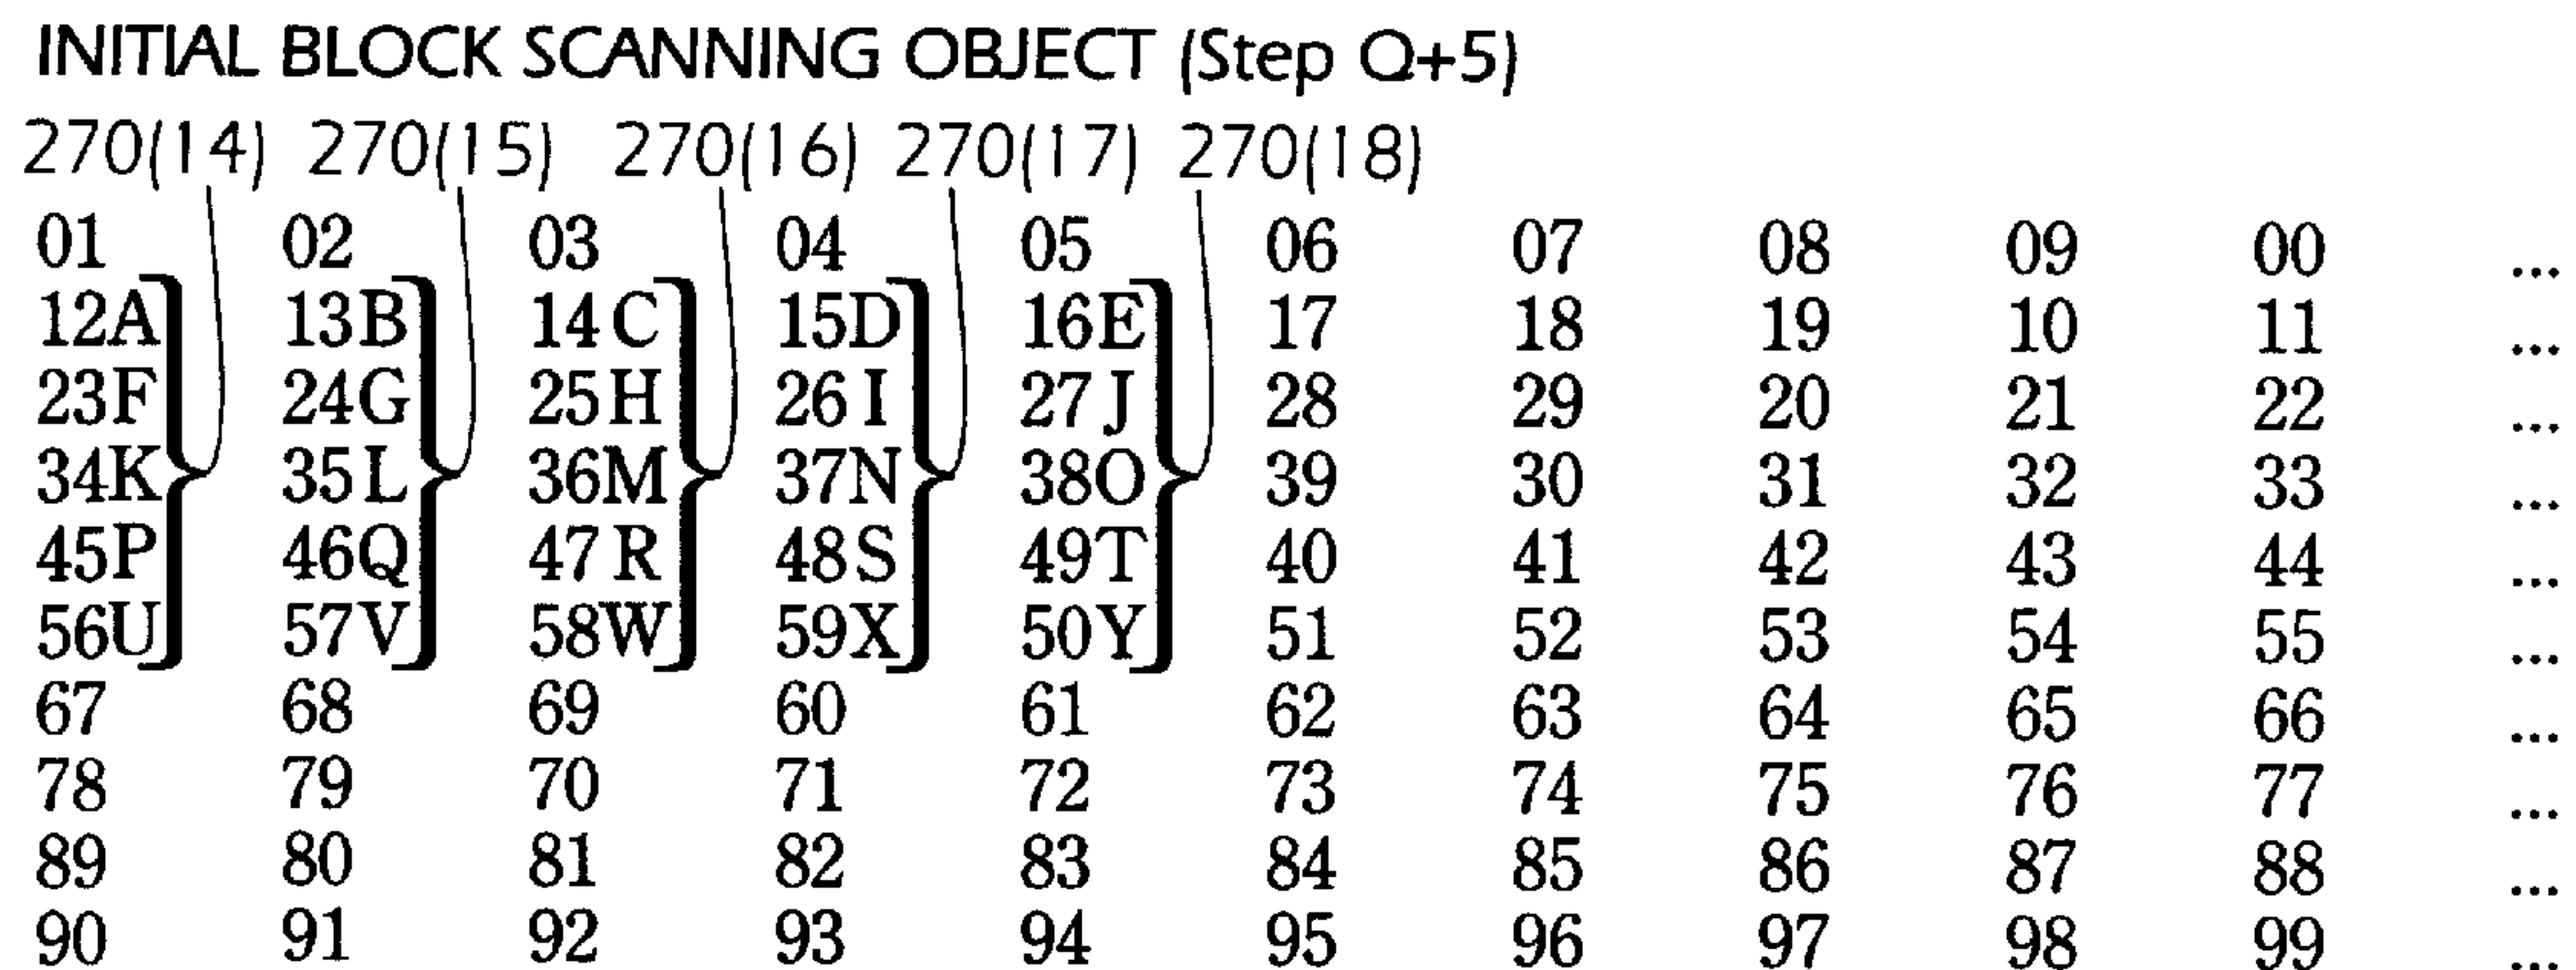 INITIAL BLOCK SCANNING OBJECT (Step Q+5)
270(14) 270(15) 270(16) 270(17) 270(18)
01 02 03 04 05 06 07 08 09 00 ...
12A 13B 14C 15D 16E 17 18 19 10 11 ...
23F 24G 25H 26I 27J 28 29 20 21 22 ...
34K 35L 36M 37N 38O 39 30 31 32 33 ...
45P 46Q 47R 48S 49T 40 41 42 43 44 ...
56U 57V 58W 59X 50Y 51 52 53 54 55 ...
67 68 69 60 61 62 63 64 65 66 ...
78 79 70 71 72 73 74 75 76 77 ...
89 80 81 82 83 84 85 86 87 88 ...
90 91 92 93 94 95 96 97 98 99 ...